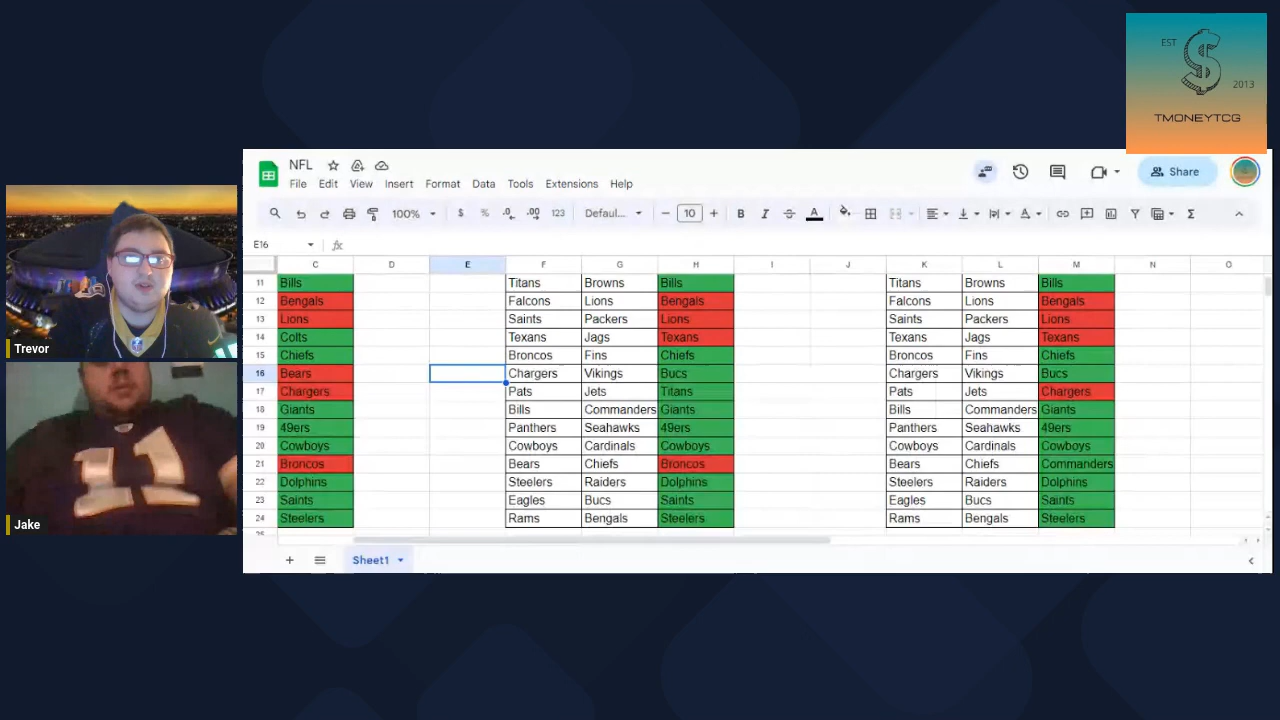 EST
2013
TMONEYTCG
NFL
File Edit View Insert Format Data Tools Extensions Help
Share
100% $ % .0 .00 123 Defaul... 10 B I A
E16 fx
C D E F G H I J K L M N O
11 Bills Titans Browns Bills Titans Browns Bills
12 Bengals Falcons Lions Bengals Falcons Lions Bengals
13 Lions Saints Packers Lions Saints Packers Lions
14 Colts Texans Jags Texans Texans Jags Texans
15 Chiefs Broncos Fins Chiefs Broncos Fins Chiefs
16 Bears Chargers Vikings Bucs Chargers Vikings Bucs
17 Chargers Pats Jets Titans Pats Jets Chargers
18 Giants Bills Commanders Giants Bills Commanders Giants
19 49ers Panthers Seahawks 49ers Panthers Seahawks 49ers
20 Cowboys Cowboys Cardinals Cowboys Cowboys Cardinals Cowboys
21 Broncos Bears Chiefs Broncos Bears Chiefs Commanders
22 Dolphins Steelers Raiders Dolphins Steelers Raiders Dolphins
23 Saints Eagles Bucs Saints Eagles Bucs Saints
24 Steelers Rams Bengals Steelers Rams Bengals Steelers
Sheet1
Trevor
11
Jake